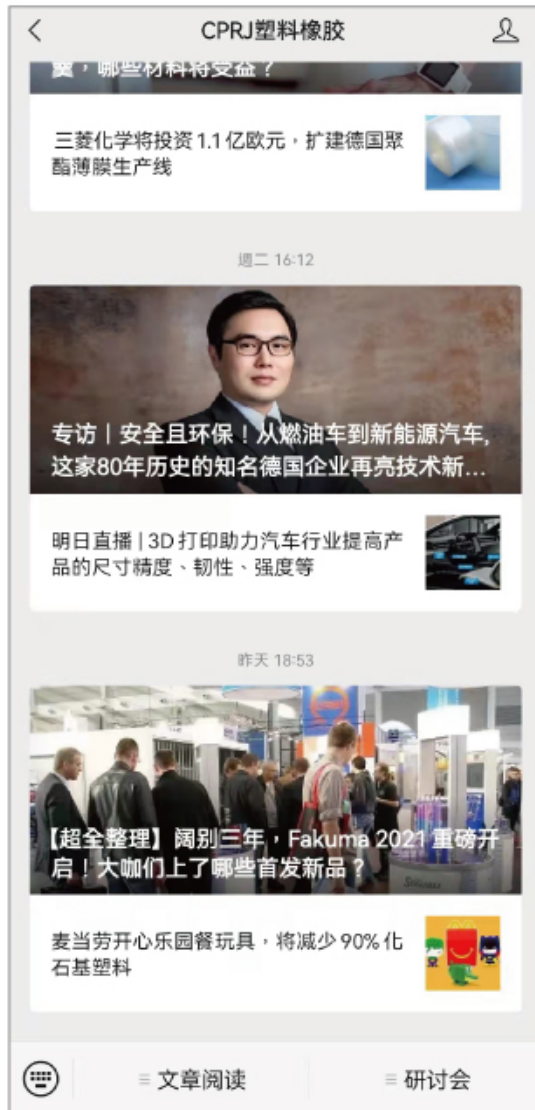 CPRJ塑料橡胶
，哪些材料将受益？
三菱化学将投资1.1亿欧元，扩建德国聚
酯薄膜生产线
週二 16:12
专访｜安全且环保！从燃油车到新能源汽车,
这家80年历史的知名德国企业再亮技术新...
明日直播 | 3D 打印助力汽车行业提高产
品的尺寸精度、韧性、强度等
昨天 18:53
【超全整理】阔别三年，Fakuma 2021 重磅开
启！大咖们上了哪些首发新品？
麦当劳开心乐园餐玩具，将减少 90% 化
石基塑料
文章阅读
研讨会